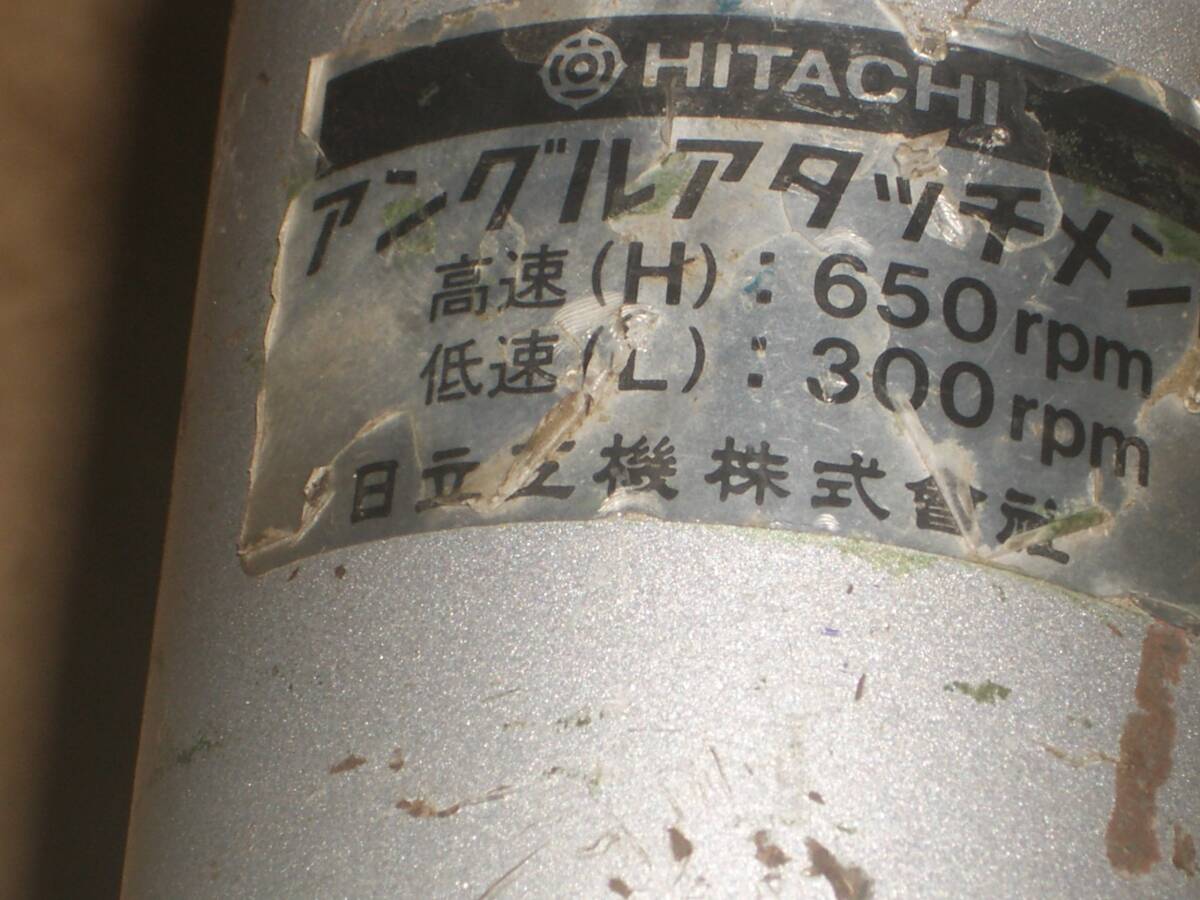 HITACHI
アングルアタッチメン
高速(H):650rpm
低速(L):300rpm
日立工機株式會社